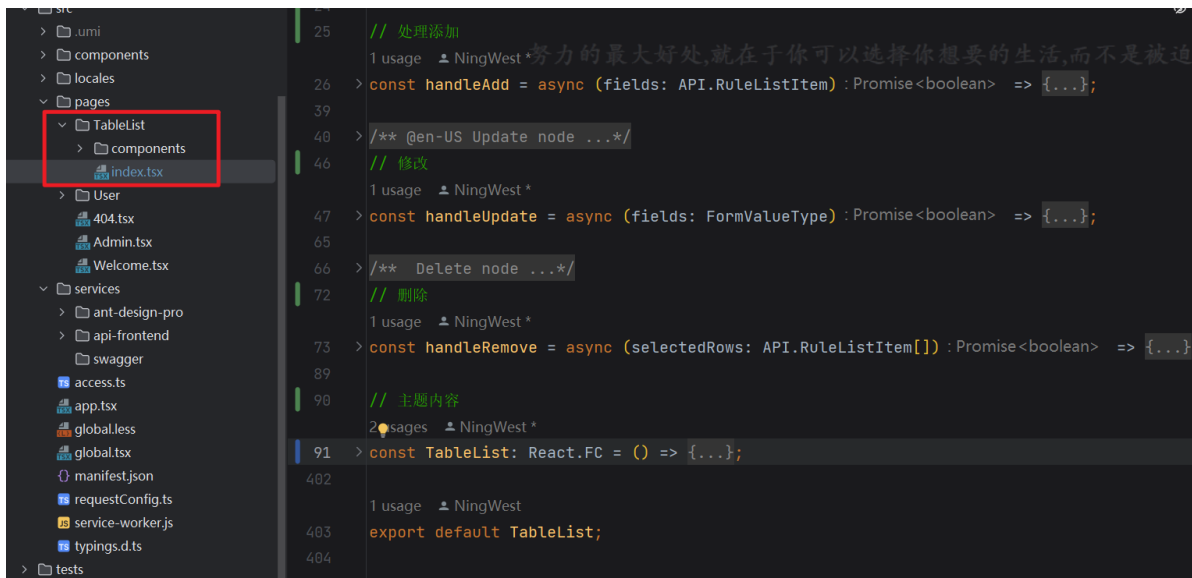 src
.umi
components
locales
pages
TableList
components
index.tsx
User
404.tsx
Admin.tsx
Welcome.tsx
services
ant-design-pro
api-frontend
swagger
access.ts
app.tsx
global.less
global.tsx
manifest.json
requestConfig.ts
service-worker.js
typings.d.ts
tests
24
25 // 处理添加
1 usage NingWest *
努力的最大好处,就在于你可以选择你想要的生活,而不是被迫
26 const handleAdd = async (fields: API.RuleListItem) : Promise<boolean> => {...};
39
40 /** @en-US Update node ...*/
46 // 修改
1 usage NingWest *
47 const handleUpdate = async (fields: FormValueType) : Promise<boolean> => {...};
65
66 /** Delete node ...*/
72 // 删除
1 usage NingWest *
73 const handleRemove = async (selectedRows: API.RuleListItem[]) : Promise<boolean> => {...}
89
90 // 主题内容
2 usages NingWest *
91 const TableList: React.FC = () => {...};
402
1 usage NingWest
403 export default TableList;
404